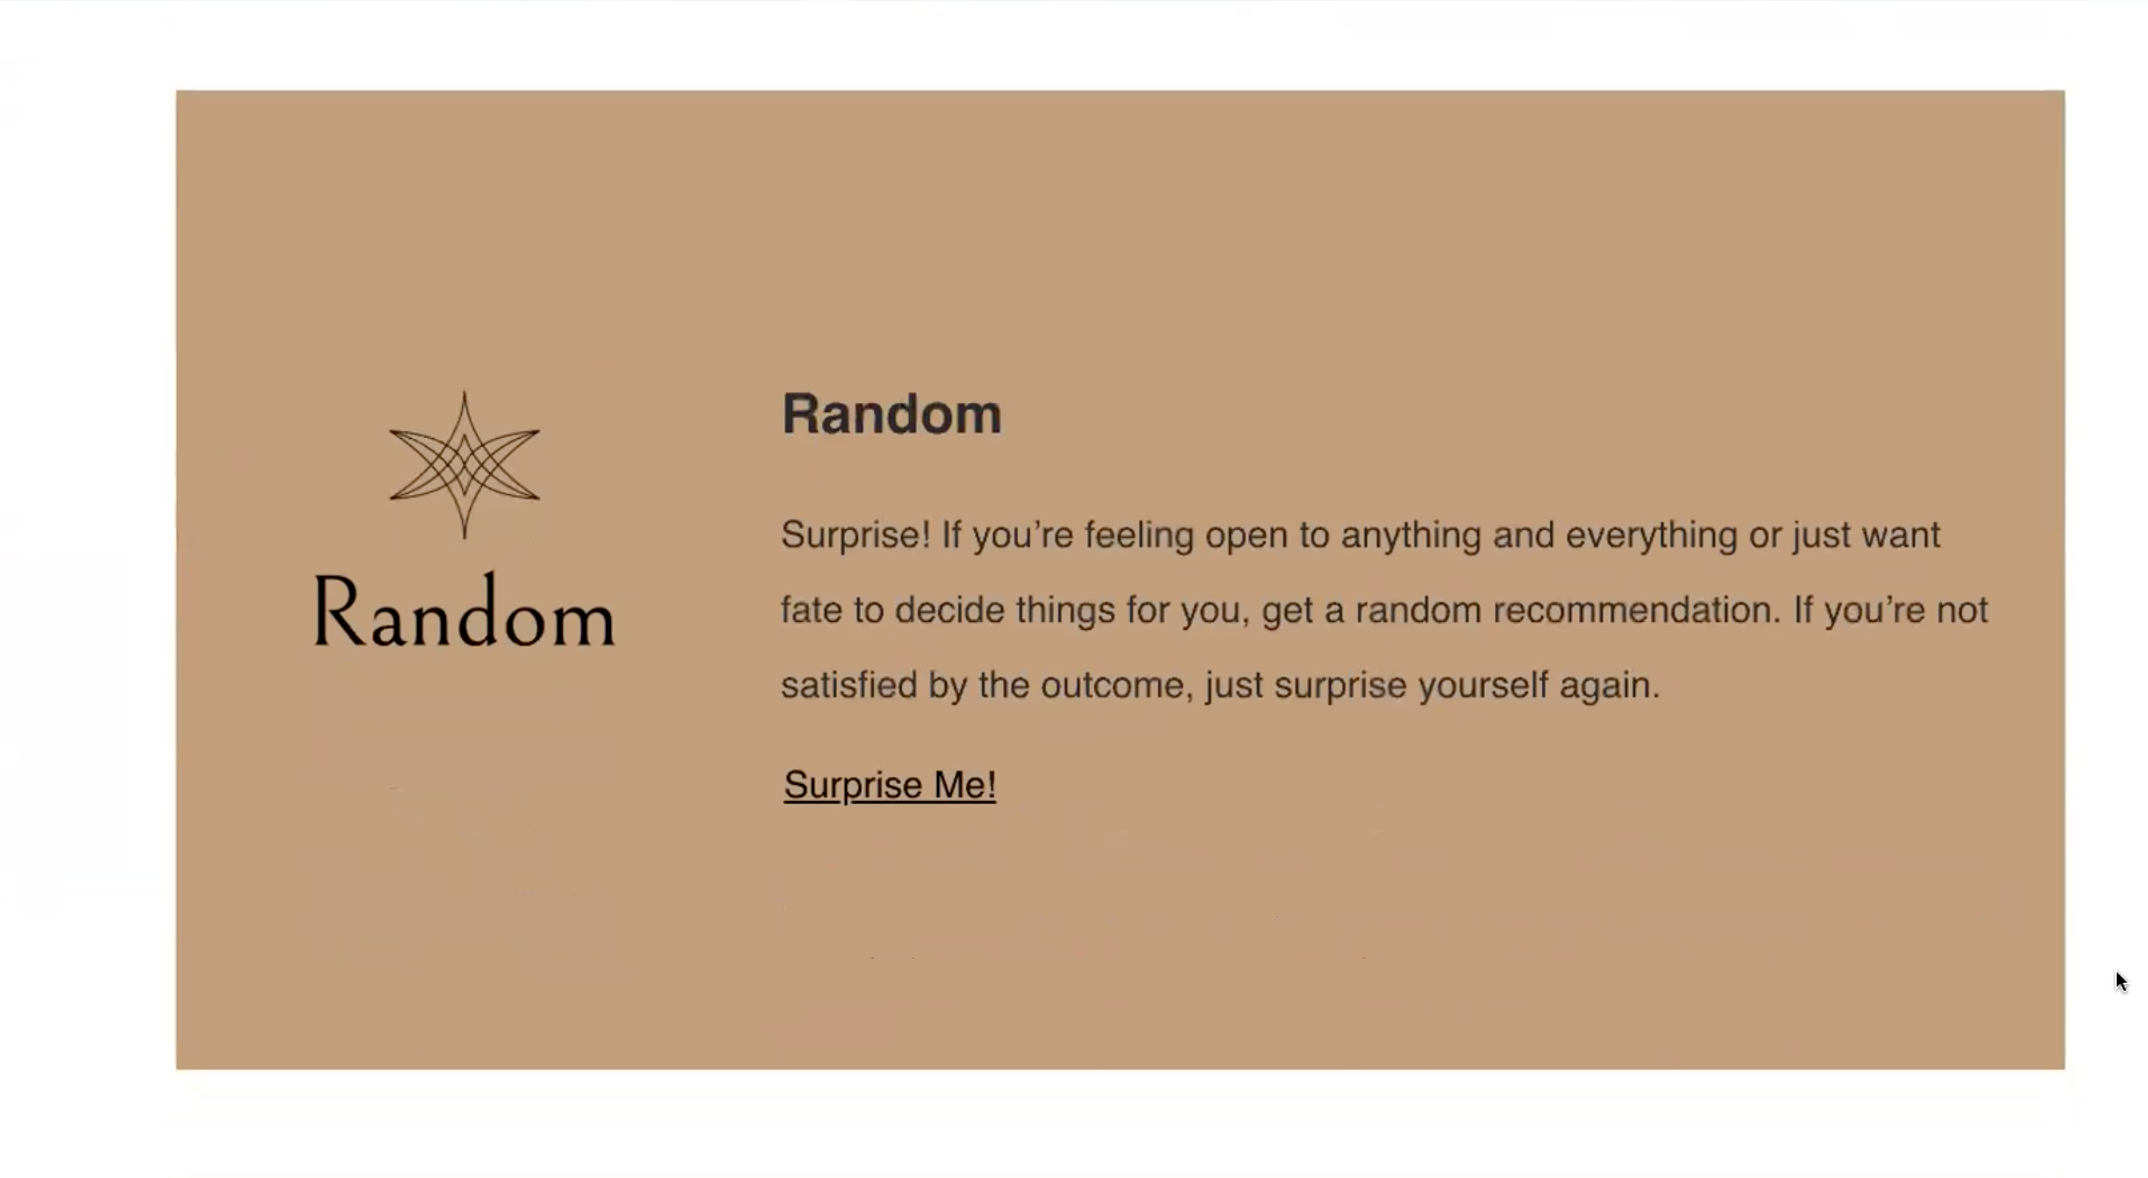 Random
Random
Surprise! If you’re feeling open to anything and everything or just want
fate to decide things for you, get a random recommendation. If you’re not
satisfied by the outcome, just surprise yourself again.
Surprise Me!